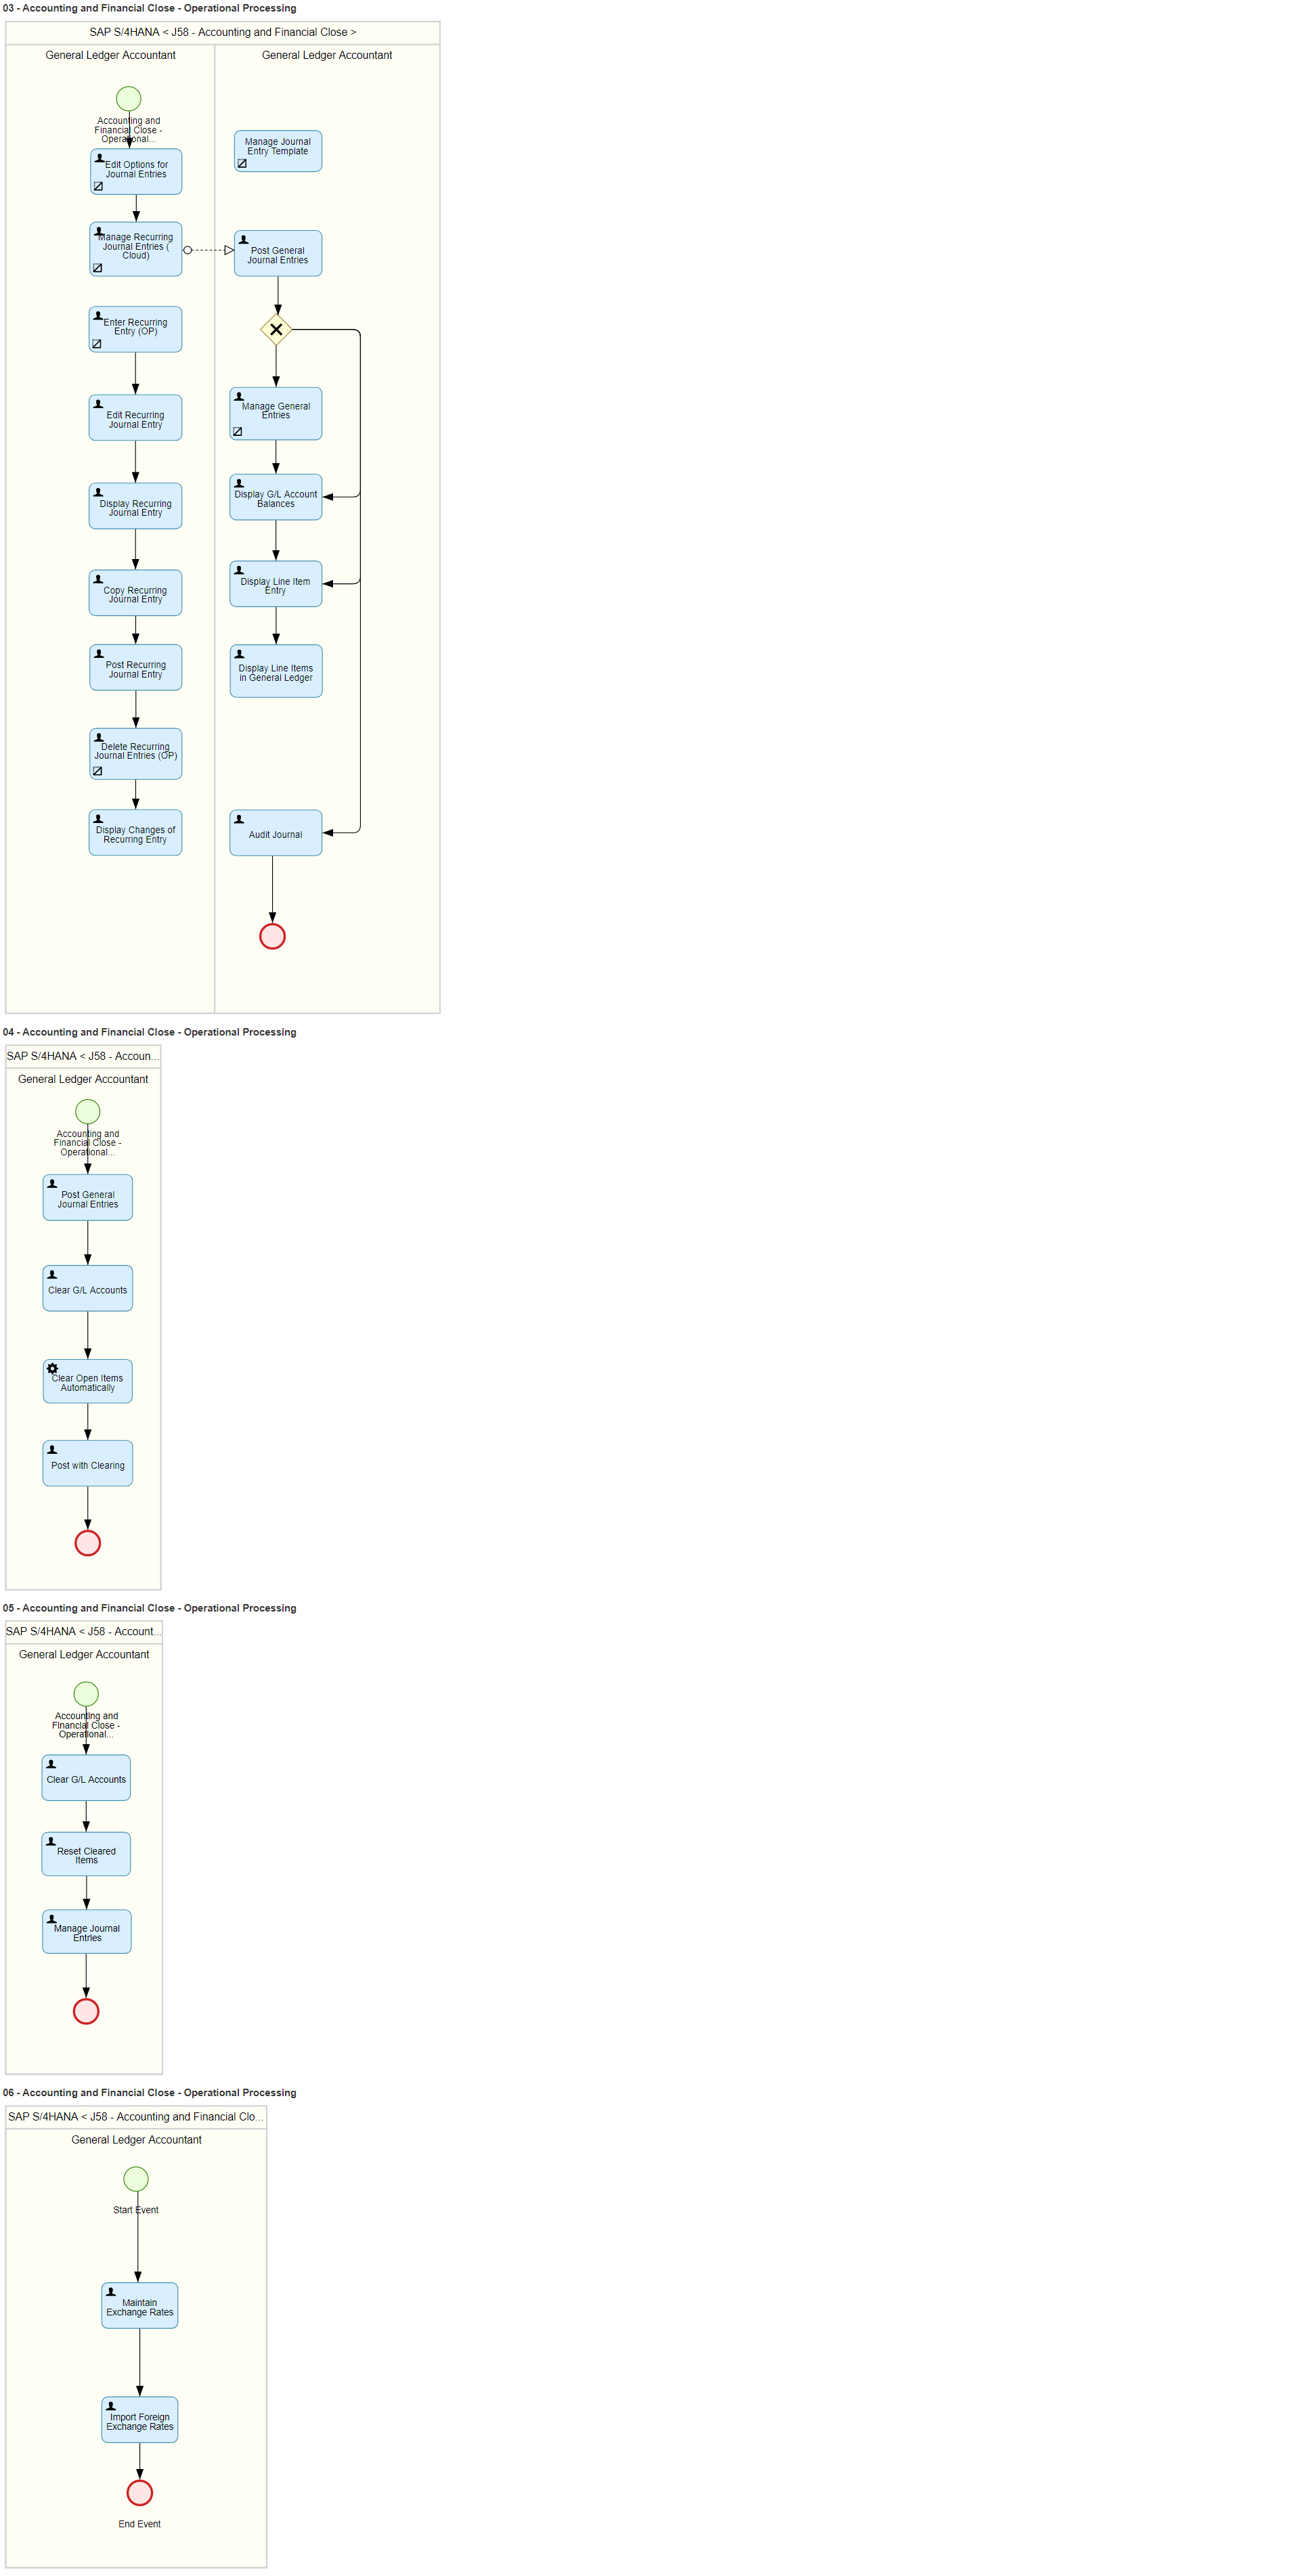 03 - Accounting and Financial Close - Operational Processing
SAP S/4HANA < J58 - Accounting and Financial Close >
General Ledger Accountant
General Ledger Accountant
Accounting and
Financial Close -
Operational...
Edit Options for
Journal Entries
Manage Recurring
Journal Entries (
Cloud)
Enter Recurring
Entry (OP)
Edit Recurring
Journal Entry
Display Recurring
Journal Entry
Copy Recurring
Journal Entry
Post Recurring
Journal Entry
Delete Recurring
Journal Entries (OP)
Display Changes of
Recurring Entry
Manage Journal
Entry Template
Post General
Journal Entries
Manage General
Entries
Display G/L Account
Balances
Display Line Item
Entry
Display Line Items
in General Ledger
Audit Journal
04 - Accounting and Financial Close - Operational Processing
SAP S/4HANA < J58 - Accoun...
General Ledger Accountant
Accounting and
Financial Close -
Operational...
Post General
Journal Entries
Clear G/L Accounts
Clear Open Items
Automatically
Post with Clearing
05 - Accounting and Financial Close - Operational Processing
SAP S/4HANA < J58 - Account...
General Ledger Accountant
Accounting and
Financial Close -
Operational...
Clear G/L Accounts
Reset Cleared
Items
Manage Journal
Entries
06 - Accounting and Financial Close - Operational Processing
SAP S/4HANA < J58 - Accounting and Financial Clo...
General Ledger Accountant
Start Event
Maintain
Exchange Rates
Import Foreign
Exchange Rates
End Event